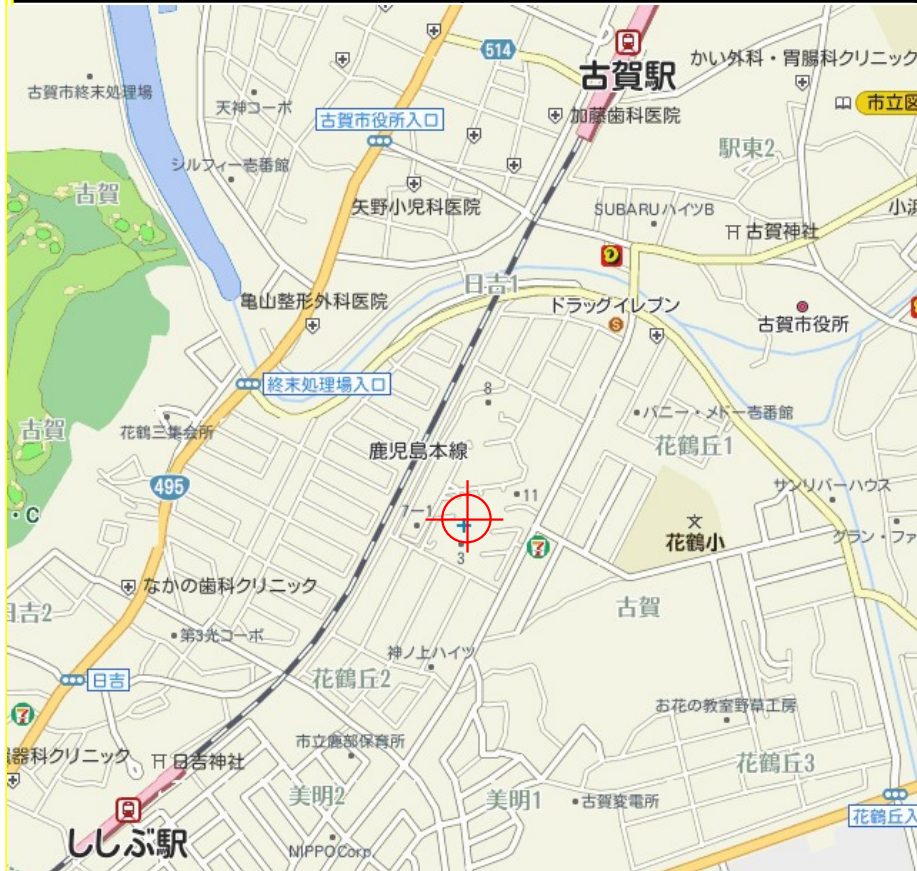 514
古賀駅
かい外科・胃腸科クリニック
古賀市終末処理場
天神コーポ
古賀市役所入口
加藤歯科医院
市立図
駅東2
シルフィー壱番館
古賀
矢野小児科医院
SUBARUハイツB
古賀神社
日吉1
亀山整形外科医院
ドラッグイレブン
古賀市役所
終末処理場入口
8
バニー・メドー壱番館
古賀
花鶴三集会所
鹿児島本線
花鶴丘1
495
サンリバーハウス
11
C
7-1
文
花鶴小
グラン・ファ
3
なかの歯科クリニック
日吉2
古賀
第3光コーポ
神ノ上ハイツ
日吉
花鶴丘2
お花の教室野草工房
市立鹿部保育所
器科クリニック
日吉神社
花鶴丘3
美明2
美明1
古賀変電所
花鶴丘入
ししぶ駅
NIPPO Corp.